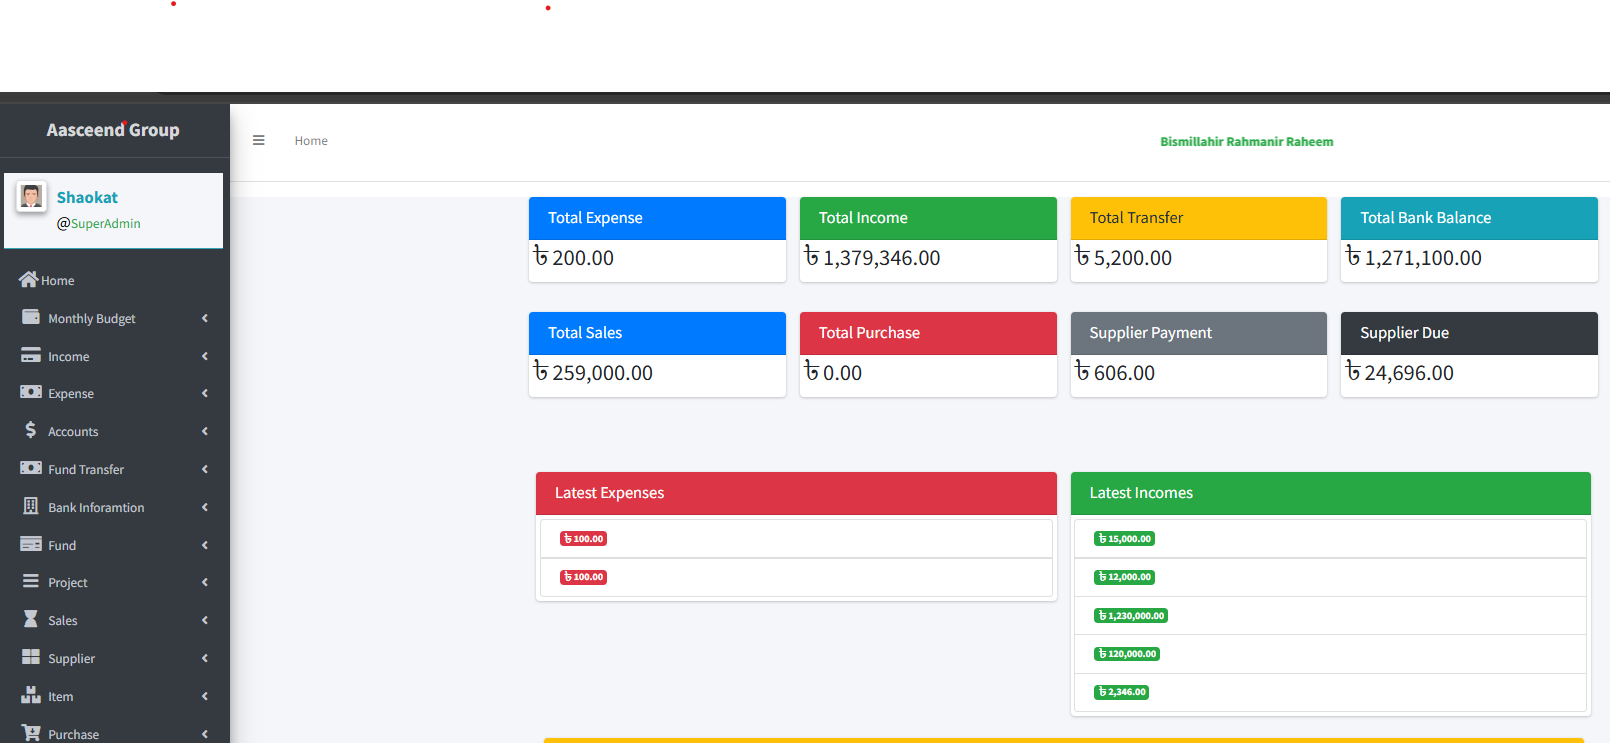 Aasceend Group
Home
Bismillahir Rahmanir Raheem
Shaokat
@SuperAdmin
Home
Monthly Budget
Income
Expense
Accounts
Fund Transfer
Bank Inforamtion
Fund
Project
Sales
Supplier
Item
Purchase
Total Expense
৳ 200.00
Total Income
৳ 1,379,346.00
Total Transfer
৳ 5,200.00
Total Bank Balance
৳ 1,271,100.00
Total Sales
৳ 259,000.00
Total Purchase
৳ 0.00
Supplier Payment
৳ 606.00
Supplier Due
৳ 24,696.00
Latest Expenses
৳ 100.00
৳ 100.00
Latest Incomes
৳ 15,000.00
৳ 12,000.00
৳ 1,230,000.00
৳ 120,000.00
৳ 2,346.00